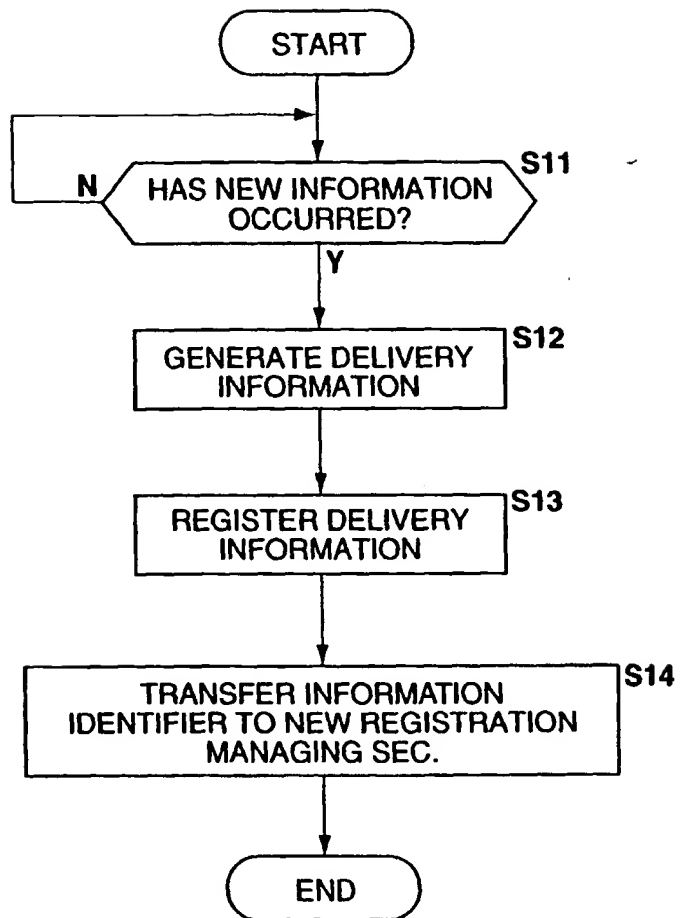 START
S11
N
HAS NEW INFORMATION
OCCURRED?
Y
S12
GENERATE DELIVERY
INFORMATION
S13
REGISTER DELIVERY
INFORMATION
S14
TRANSFER INFORMATION
IDENTIFIER TO NEW REGISTRATION
MANAGING SEC.
END